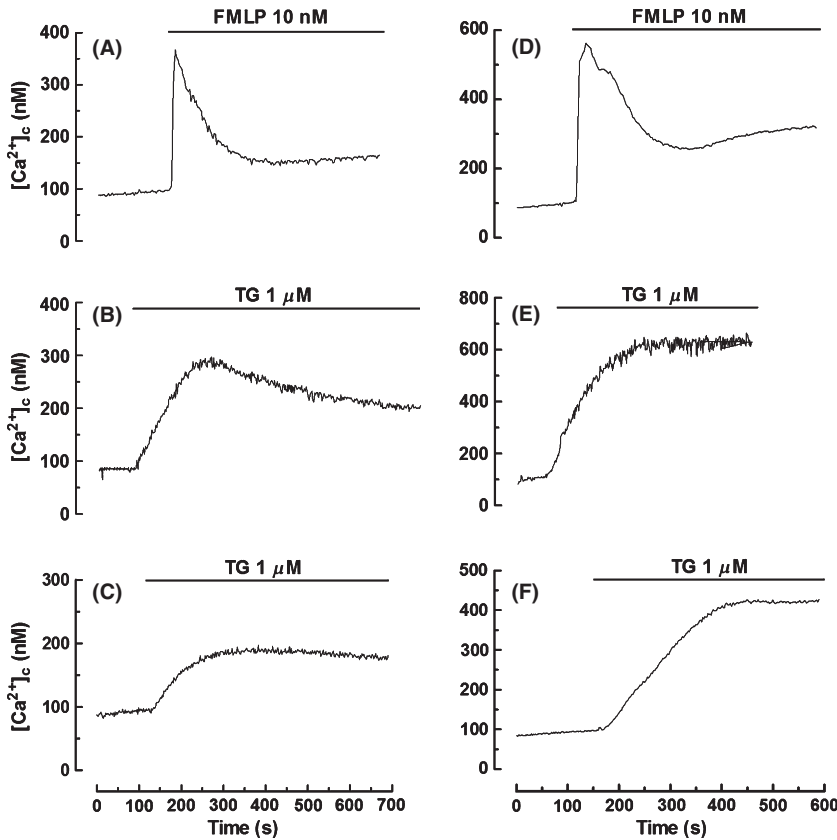 FMLP 10 nM
(A)
400
300
200
100
0
[Ca²⁺]c (nM)
FMLP 10 nM
(D)
600
400
200
0
TG 1 µM
(B)
400
300
200
100
0
[Ca²⁺]c (nM)
TG 1 µM
(E)
800
600
400
200
0
TG 1 µM
(C)
300
200
100
0
[Ca²⁺]c (nM)
0 100 200 300 400 500 600 700
Time (s)
TG 1 µM
(F)
500
400
300
200
100
0
0 100 200 300 400 500 600
Time (s)